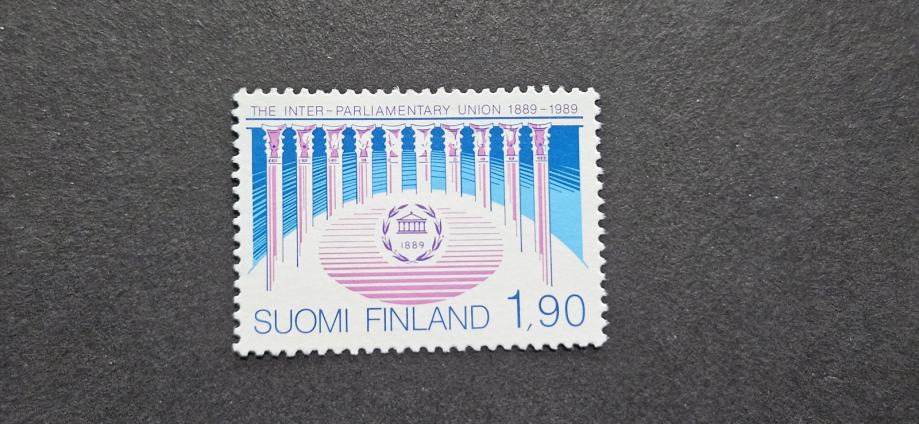 THE INTER-PARLIAMENTARY UNION 1889-1989
1889
SUOMI FINLAND 1,90